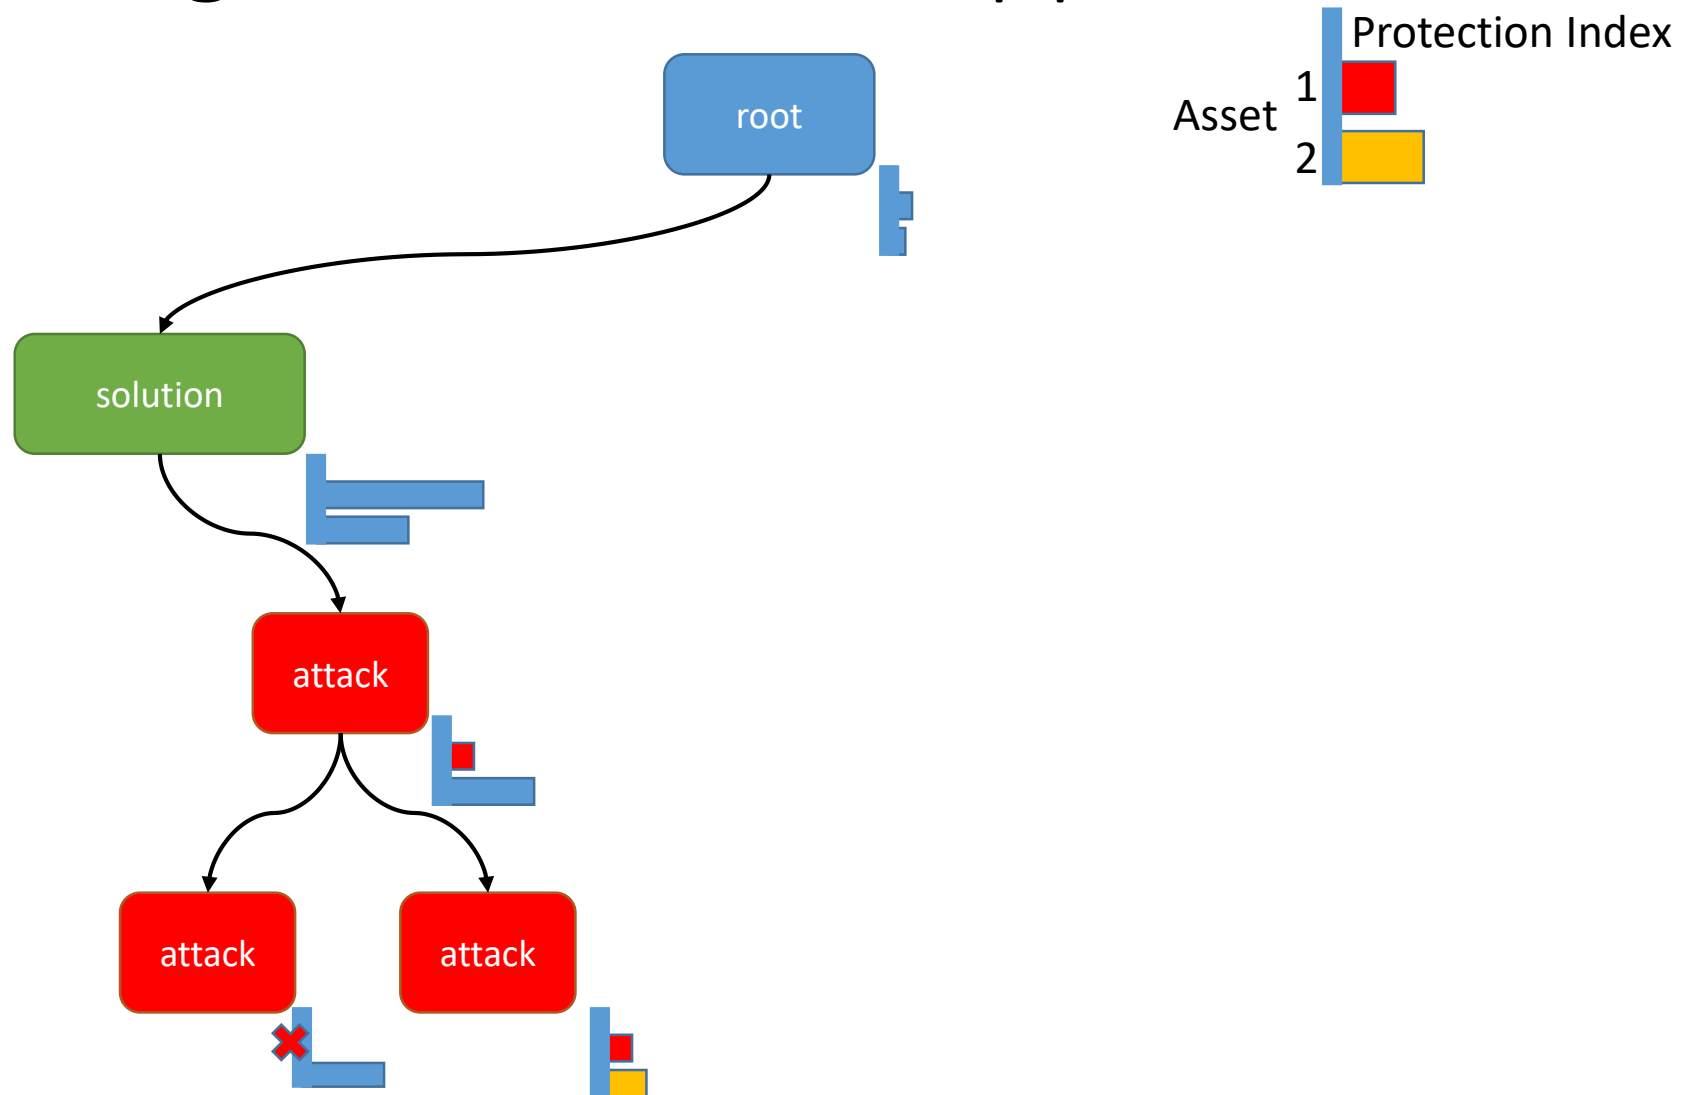 Protection Index
root
1
Asset
2
solution
attack
attack
attack